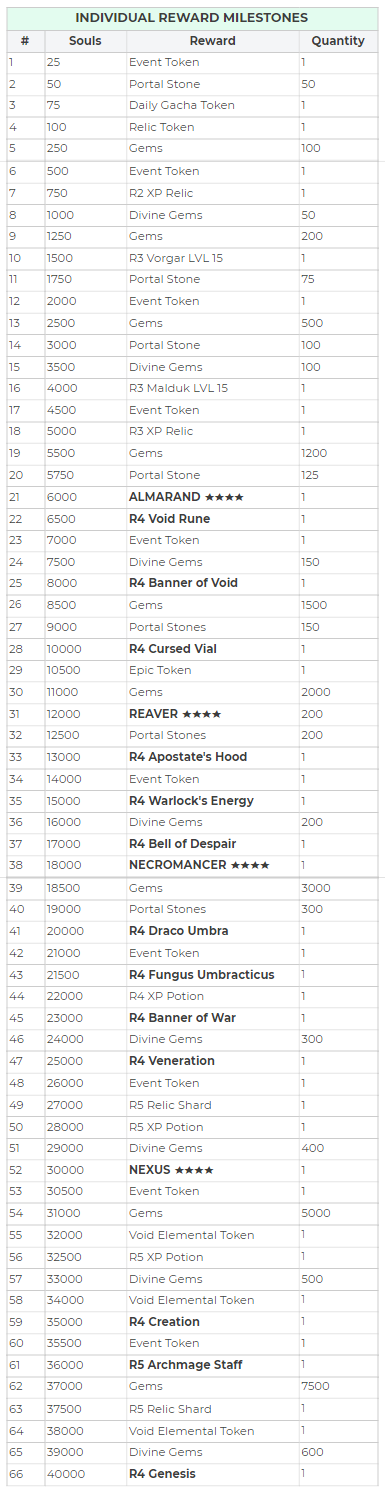 INDIVIDUAL REWARD MILESTONES
# Souls Reward Quantity
1 25 Event Token 1
2 50 Portal Stone 50
3 75 Daily Gacha Token 1
4 100 Relic Token 1
5 250 Gems 100
6 500 Event Token 1
7 750 R2 XP Relic 1
8 1000 Divine Gems 50
9 1250 Gems 200
10 1500 R3 Vorgar LVL 15 1
11 1750 Portal Stone 75
12 2000 Event Token 1
13 2500 Gems 500
14 3000 Portal Stone 100
15 3500 Divine Gems 100
16 4000 R3 Malduk LVL 15 1
17 4500 Event Token 1
18 5000 R3 XP Relic 1
19 5500 Gems 1200
20 5750 Portal Stone 125
21 6000 ALMARAND ★★★★ 1
22 6500 R4 Void Rune 1
23 7000 Event Token 1
24 7500 Divine Gems 150
25 8000 R4 Banner of Void 1
26 8500 Gems 1500
27 9000 Portal Stones 150
28 10000 R4 Cursed Vial 1
29 10500 Epic Token 1
30 11000 Gems 2000
31 12000 REAVER ★★★★ 200
32 12500 Portal Stones 200
33 13000 R4 Apostate's Hood 1
34 14000 Event Token 1
35 15000 R4 Warlock's Energy 1
36 16000 Divine Gems 200
37 17000 R4 Bell of Despair 1
38 18000 NECROMANCER ★★★★ 1
39 18500 Gems 3000
40 19000 Portal Stones 300
41 20000 R4 Draco Umbra 1
42 21000 Event Token 1
43 21500 R4 Fungus Umbracticus 1
44 22000 R4 XP Potion 1
45 23000 R4 Banner of War 1
46 24000 Divine Gems 300
47 25000 R4 Veneration 1
48 26000 Event Token 1
49 27000 R5 Relic Shard 1
50 28000 R5 XP Potion 1
51 29000 Divine Gems 400
52 30000 NEXUS ★★★★ 1
53 30500 Event Token 1
54 31000 Gems 5000
55 32000 Void Elemental Token 1
56 32500 R5 XP Potion 1
57 33000 Divine Gems 500
58 34000 Void Elemental Token 1
59 35000 R4 Creation 1
60 35500 Event Token 1
61 36000 R5 Archmage Staff 1
62 37000 Gems 7500
63 37500 R5 Relic Shard 1
64 38000 Void Elemental Token 1
65 39000 Divine Gems 600
66 40000 R4 Genesis 1